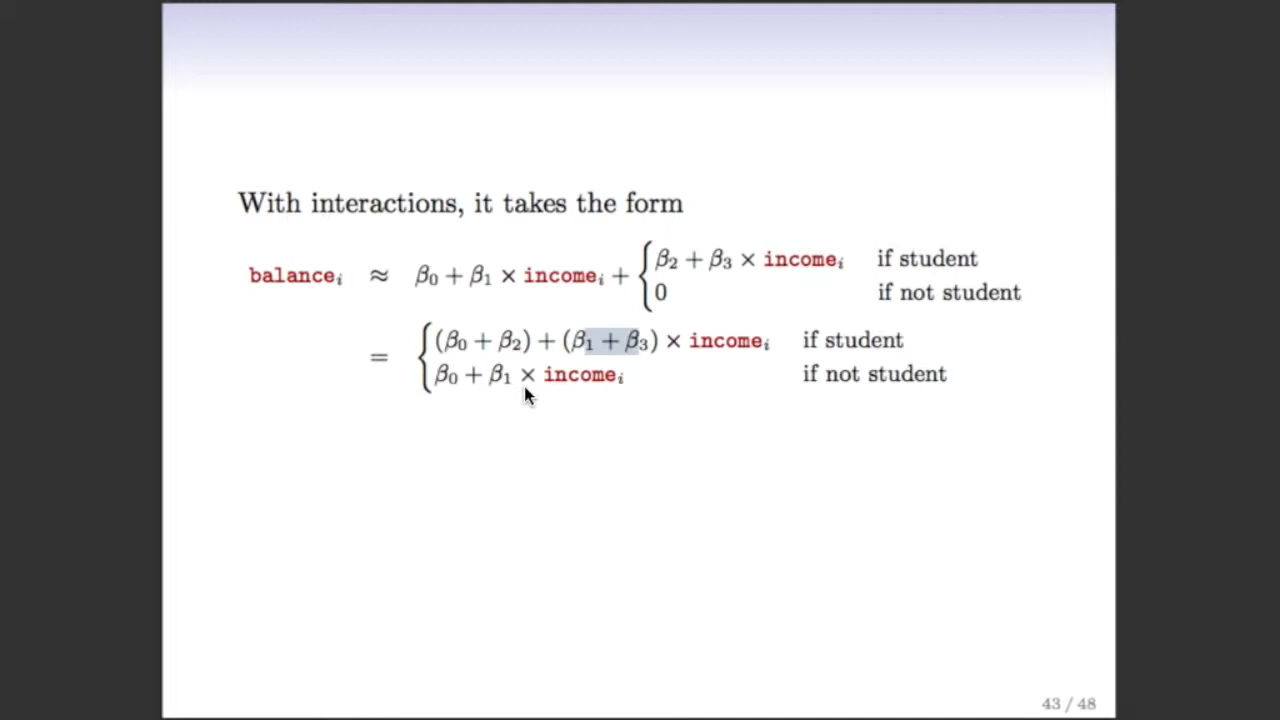 With interactions, it takes the form
balanceᵢ ≈ β₀ + β₁ × incomeᵢ + { β₂ + β₃ × incomeᵢ if student
0 if not student
= { (β₀ + β₂) + (β₁ + β₃) × incomeᵢ if student
β₀ + β₁ × incomeᵢ if not student
43 / 48